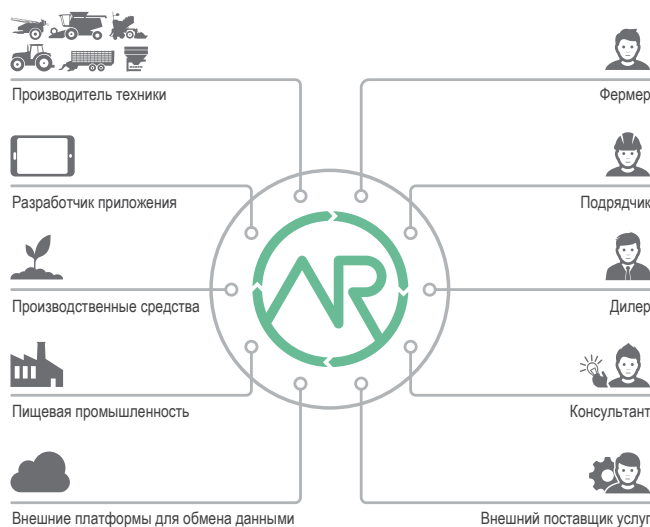 Производитель техники
Фермер
Разработчик приложения
Подрядчик
AR
Производственные средства
Дилер
Пищевая промышленность
Консультант
Внешние платформы для обмена данными
Внешний поставщик услуг